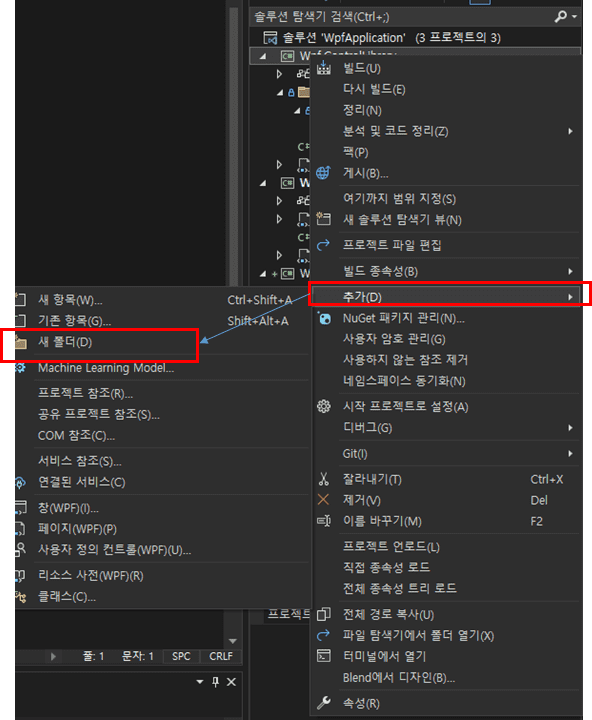 솔루션 탐색기 검색(Ctrl+;)
솔루션 'WpfApplication' (3 프로젝트의 3)
빌드(U)
다시 빌드(E)
정리(N)
분석 및 코드 정리(Z)
팩(P)
게시(B)...
여기까지 범위 지정(S)
새 솔루션 탐색기 뷰(N)
프로젝트 파일 편집
빌드 종속성(B)
추가(D)
NuGet 패키지 관리(N)...
사용자 암호 관리(G)
사용하지 않는 참조 제거
네임스페이스 동기화(N)
시작 프로젝트로 설정(A)
디버그(G)
Git(I)
잘라내기(T) Ctrl+X
제거(V) Del
이름 바꾸기(M) F2
프로젝트 언로드(L)
직접 종속성 로드
전체 종속성 트리 로드
전체 경로 복사(U)
파일 탐색기에서 폴더 열기(X)
터미널에서 열기
Blend에서 디자인(B)...
속성(R)
새 항목(W)... Ctrl+Shift+A
기존 항목(G)... Shift+Alt+A
새 폴더(D)
Machine Learning Model...
프로젝트 참조(R)...
공유 프로젝트 참조(S)...
COM 참조(C)...
서비스 참조(S)...
연결된 서비스(C)
창(WPF)(I)...
페이지(WPF)(P)
사용자 정의 컨트롤(WPF)(U)...
리소스 사전(WPF)(R)
클래스(C)...
프로젝트
줄: 1 문자: 1 SPC CRLF